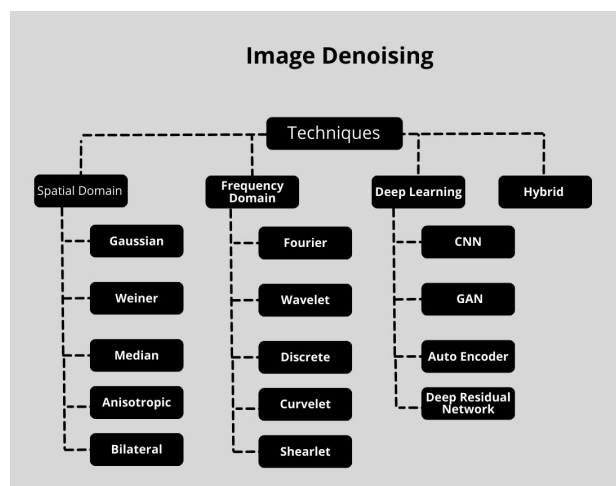 Image Denoising
Techniques
Spatial Domain
Gaussian
Weiner
Median
Anisotropic
Bilateral
Frequency
Domain
Fourier
Wavelet
Discrete
Curvelet
Shearlet
Deep Learning
CNN
GAN
Auto Encoder
Deep Residual
Network
Hybrid